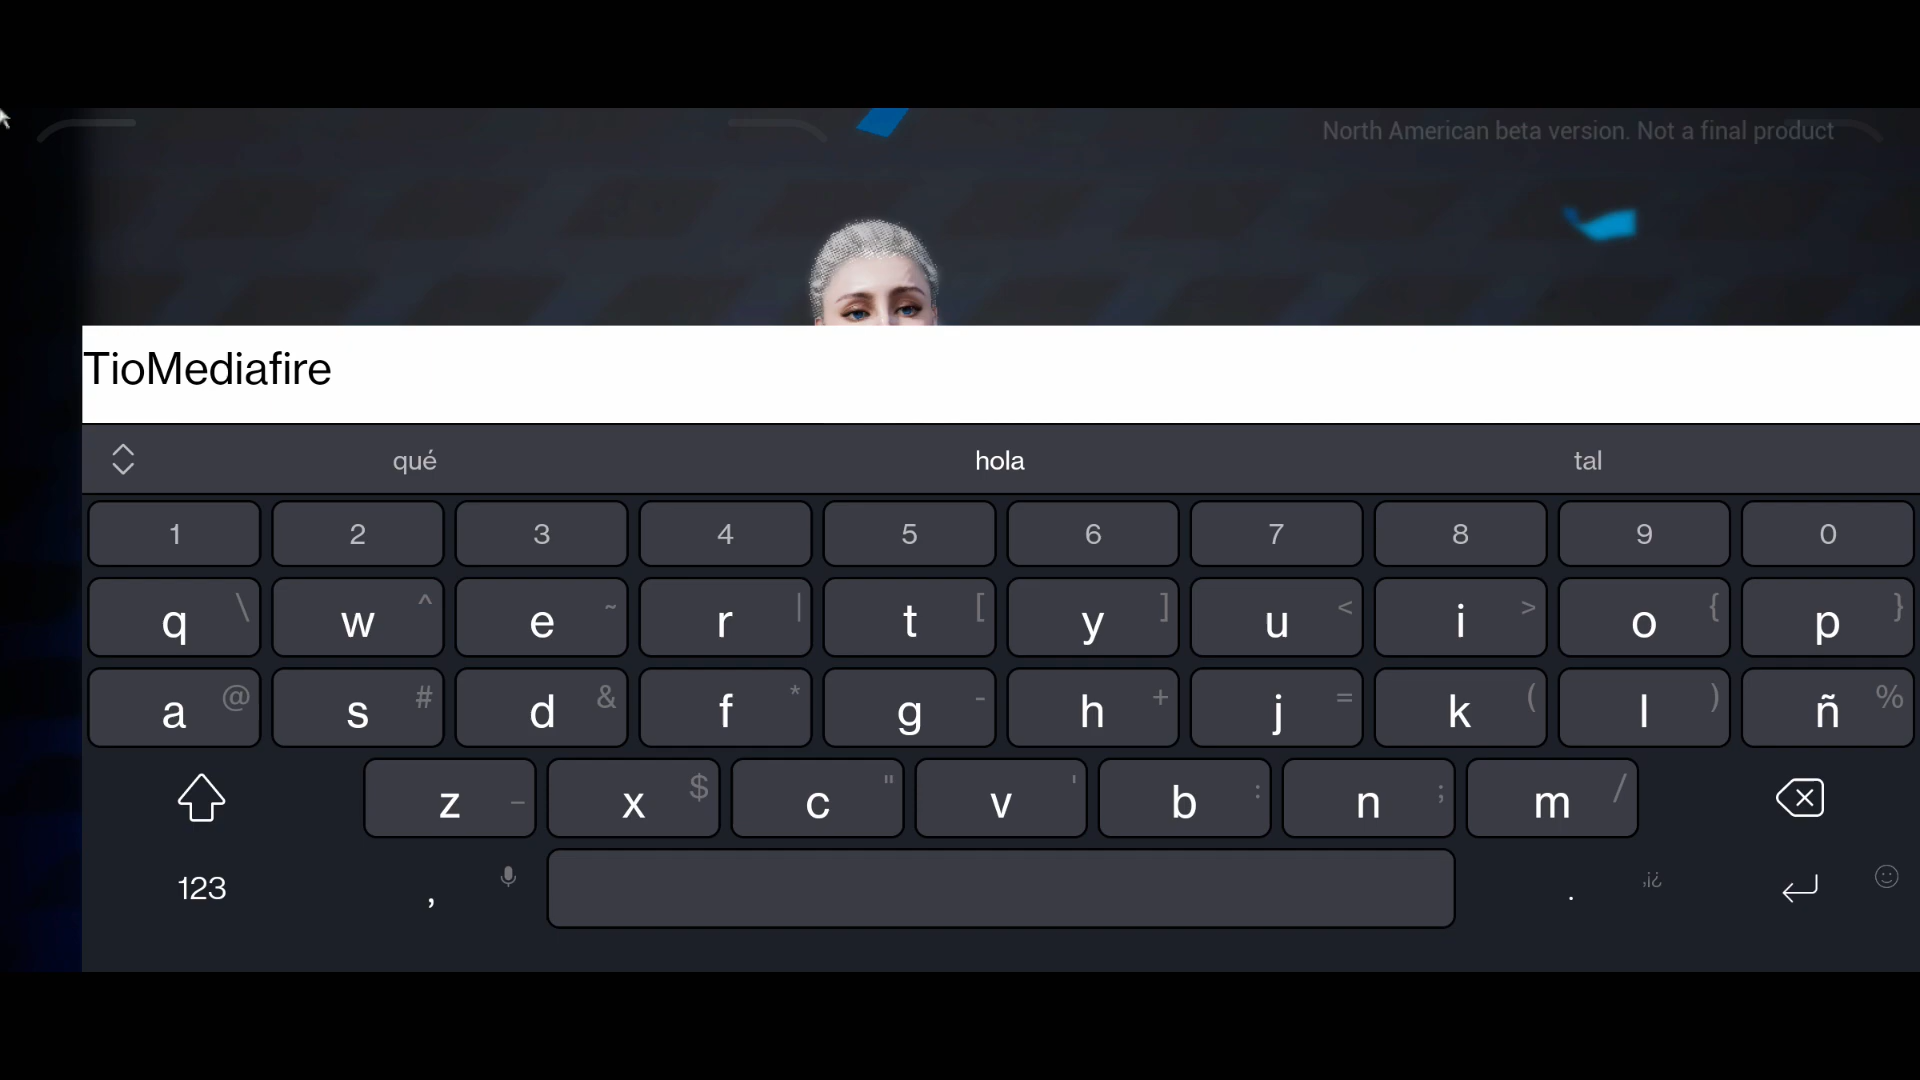 North American beta version. Not a final product
TioMediafire
qué hola tal
1 2 3 4 5 6 7 8 9 0
q \ w ^ e ~ r | t [ y ] u < i > o { p }
a @ s # d & f * g - h + j = k ( l ) ñ %
z _ x $ c " v ' b : n ; m /
123 , . ,¡¿